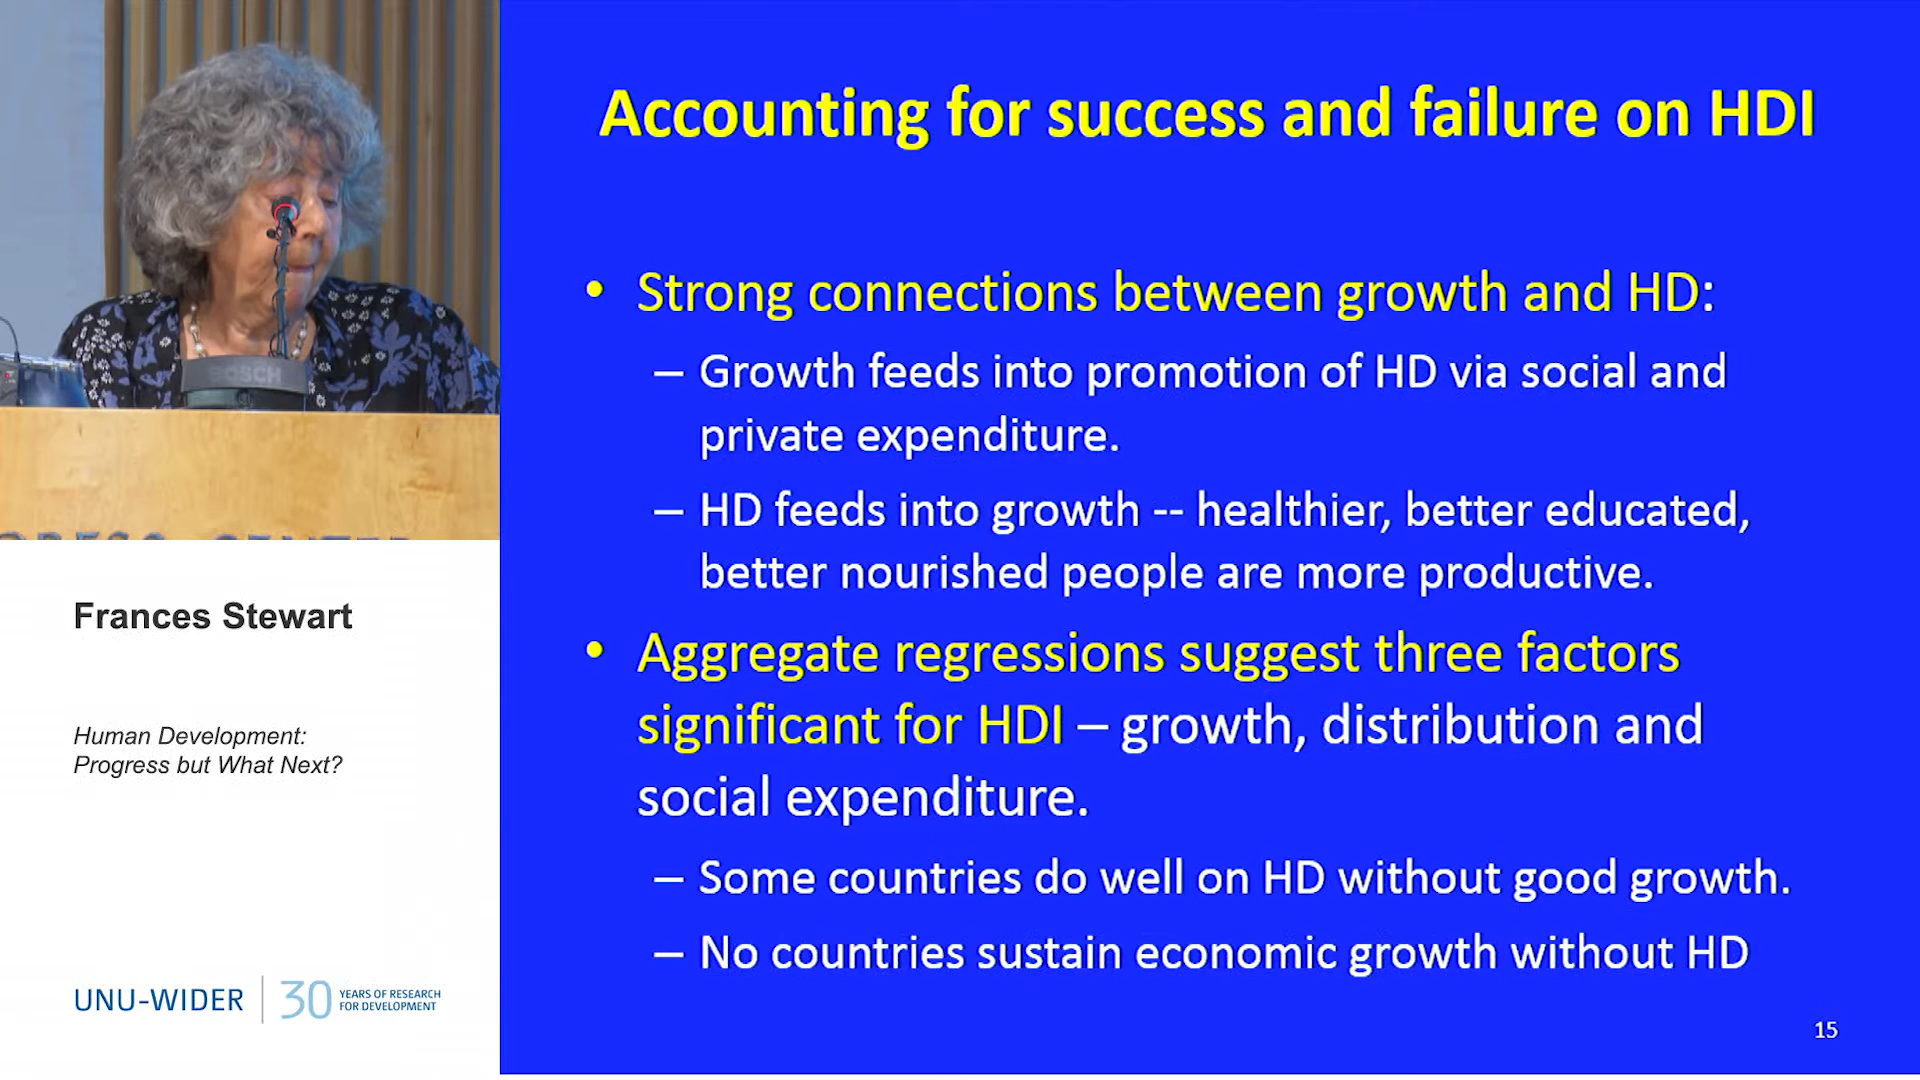 Accounting for success and failure on HDI
• Strong connections between growth and HD:
– Growth feeds into promotion of HD via social and
private expenditure.
– HD feeds into growth -- healthier, better educated,
better nourished people are more productive.
• Aggregate regressions suggest three factors
significant for HDI – growth, distribution and
social expenditure.
– Some countries do well on HD without good growth.
– No countries sustain economic growth without HD
15
BOSCH
Frances Stewart
Human Development:
Progress but What Next?
UNU-WIDER
30
YEARS OF RESEARCH
FOR DEVELOPMENT